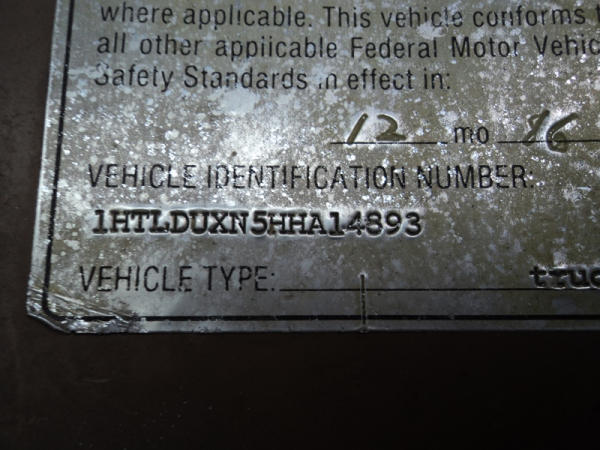 where applicable. This vehicle conforms
all other applicable Federal Motor Vehic
Safety Standards in effect in:
12 mo 86
VEHICLE IDENTIFICATION NUMBER:
1HTLDUXN5HHA14893
VEHICLE TYPE: truc